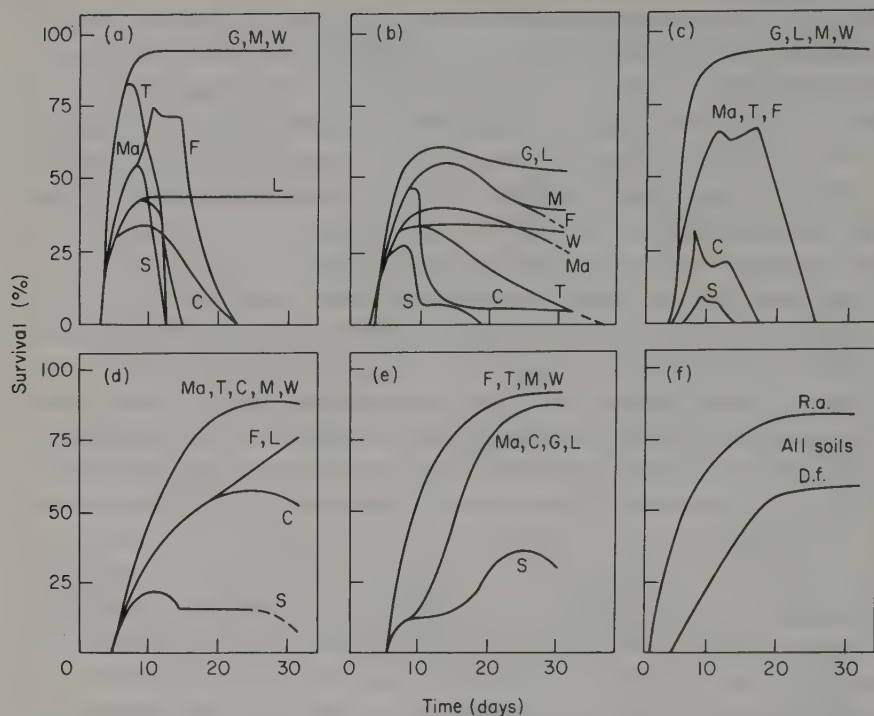 100
75
50
25
0
(a)
G, M, W
T
Ma
F
L
S
C
(b)
G, L
M
F
W
Ma
T
C
S
(c)
G, L, M, W
Ma, T, F
C
S
Survival (%)
100
75
50
25
0 10 20 30
(d)
Ma, T, C, M, W
F, L
C
S
0 10 20 30
(e)
F, T, M, W
Ma, C, G, L
S
0 10 20 30
(f)
R.a.
All soils
D.f.
Time (days)